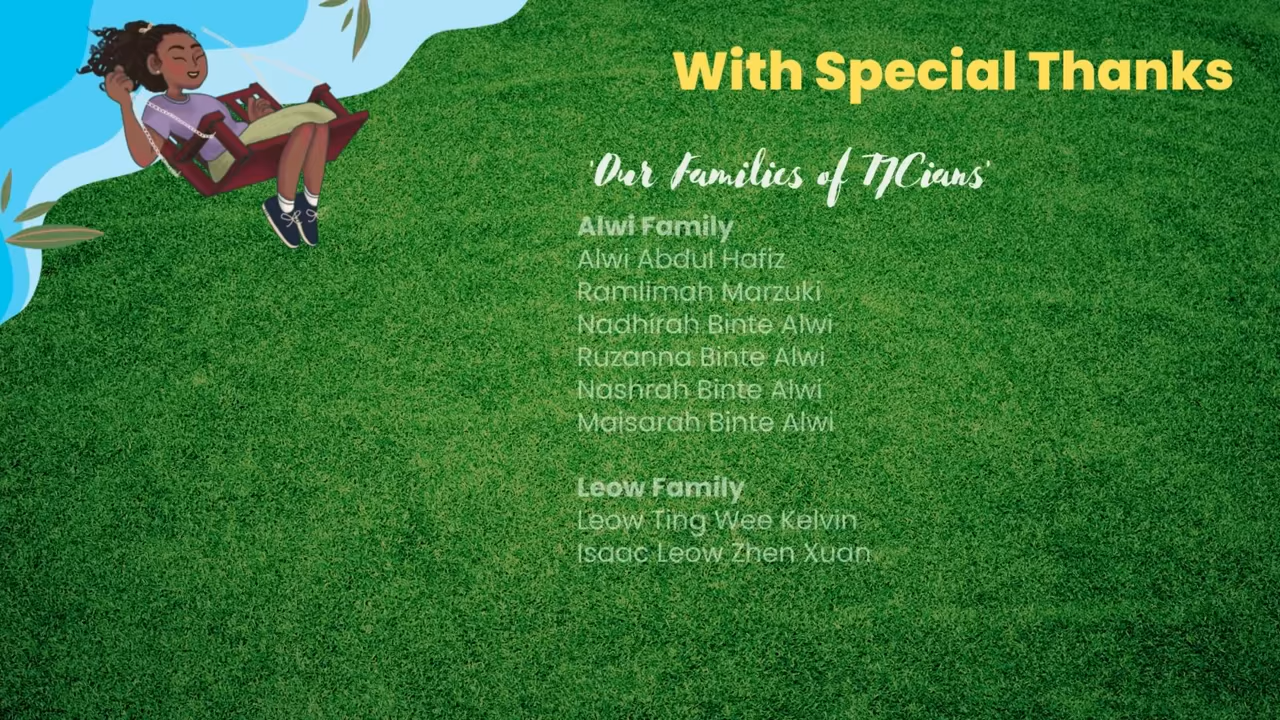 With Special Thanks
'Our Families of TJCians'
Alwi Family
Alwi Abdul Hafiz
Ramlimah Marzuki
Nadhirah Binte Alwi
Ruzanna Binte Alwi
Nashrah Binte Alwi
Maisarah Binte Alwi
Leow Family
Leow Ting Wee Kelvin
Isaac Leow Zhen Xuan